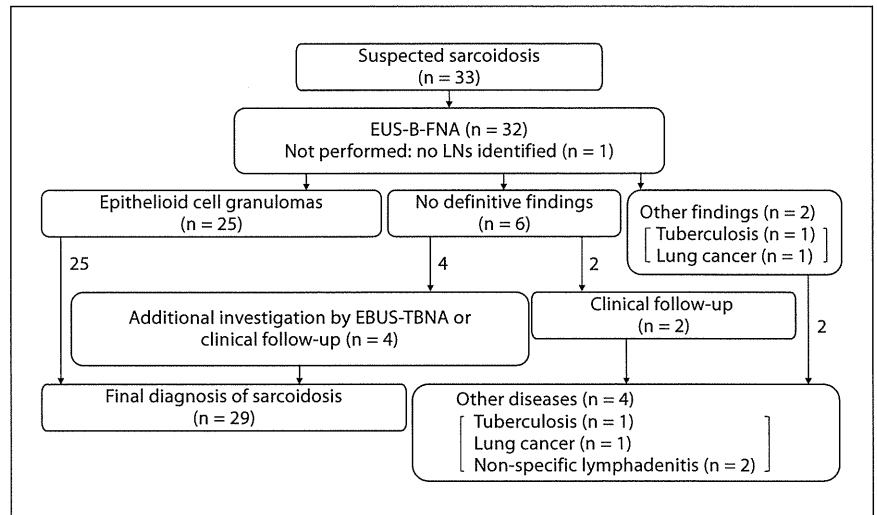 Suspected sarcoidosis
(n = 33)
EUS-B-FNA (n = 32)
Not performed: no LNs identified (n = 1)
Epithelioid cell granulomas
(n = 25)
No definitive findings
(n = 6)
Other findings (n = 2)
Tuberculosis (n = 1)
Lung cancer (n = 1)
25
4
2
Additional investigation by EBUS-TBNA or
clinical follow-up (n = 4)
Clinical follow-up
(n = 2)
2
Final diagnosis of sarcoidosis
(n = 29)
Other diseases (n = 4)
Tuberculosis (n = 1)
Lung cancer (n = 1)
Non-specific lymphadenitis (n = 2)